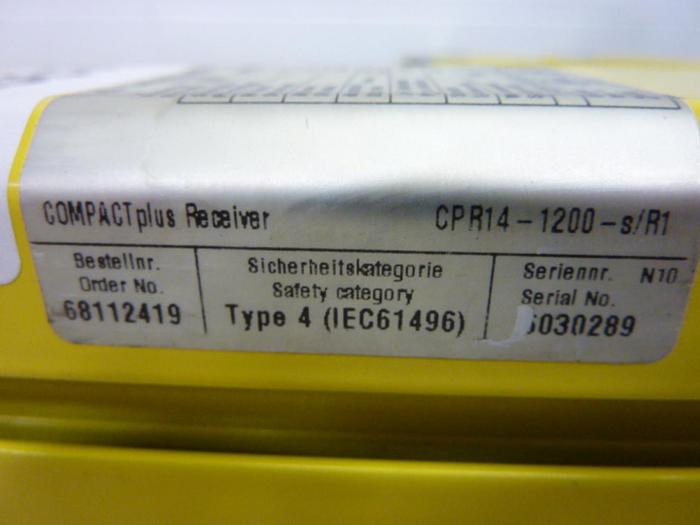 COMPACTplus Receiver CPR14-1200-s/R1
Bestellnr. Sicherheitskategorie Seriennr. N10
Order No. Safety category Serial No.
68112419 Type 4 (IEC61496)